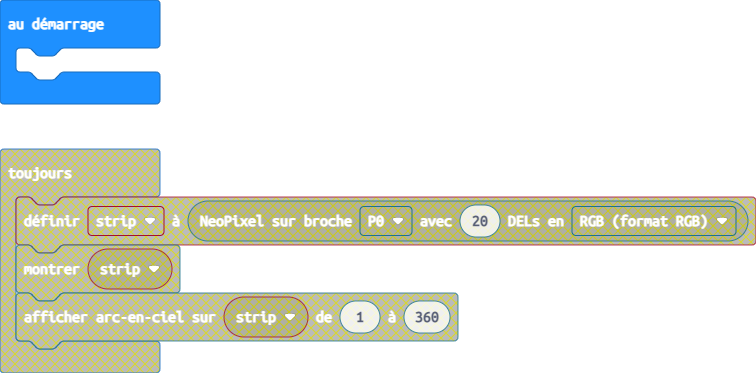 au démarrage
toujours
définir strip à NeoPixel sur broche P0 avec 20 DELs en RGB (format RGB)
montrer strip
afficher arc-en-ciel sur strip de 1 à 360